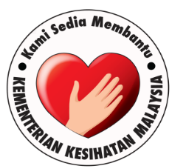 Kami Sedia Membantu
KEMENTERIAN KESIHATAN MALAYSIA